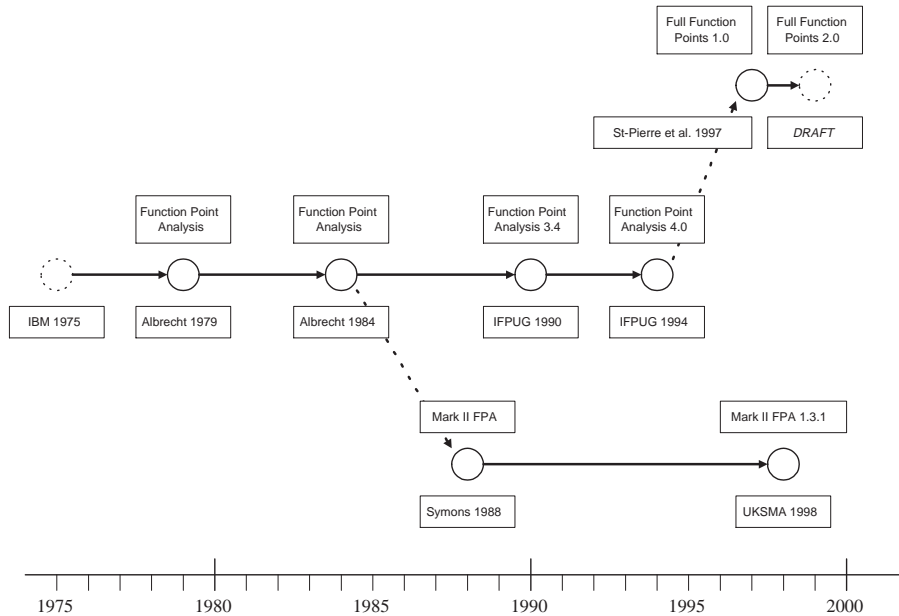 Full Function
Points 1.0
Full Function
Points 2.0
St-Pierre et al. 1997
DRAFT
Function Point
Analysis
Function Point
Analysis
Function Point
Analysis 3.4
Function Point
Analysis 4.0
IBM 1975
Albrecht 1979
Albrecht 1984
IFPUG 1990
IFPUG 1994
Mark II FPA
Mark II FPA 1.3.1
Symons 1988
UKSMA 1998
1975
1980
1985
1990
1995
2000